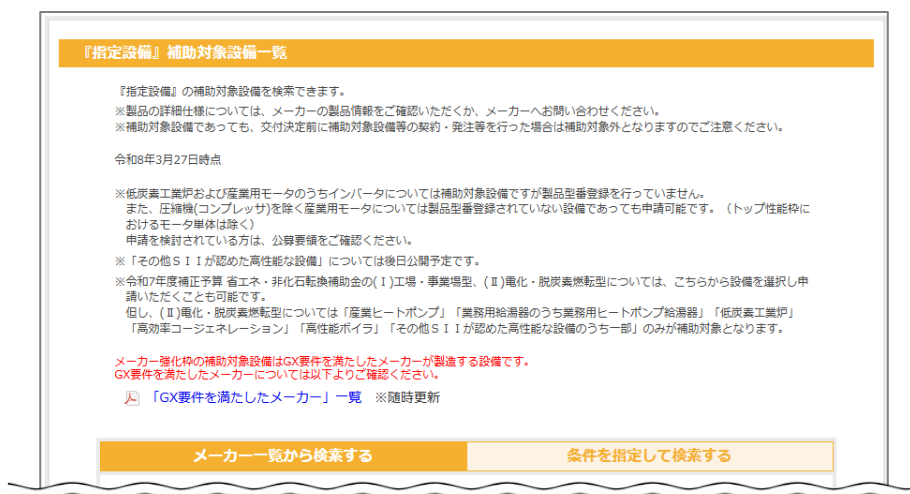 『指定設備』補助対象設備一覧
『指定設備』の補助対象設備を検索できます。
※製品の詳細仕様については、メーカーの製品情報をご確認いただくか、メーカーへお問い合わせください。
※補助対象設備であっても、交付決定前に補助対象設備等の契約・発注等を行った場合は補助対象外となりますのでご注意ください。
令和8年3月27日時点
※低炭素工業炉および産業用モータのうちインバータについては補助対象設備ですが製品型番登録を行っていません。
また、圧縮機(コンプレッサ)を除く産業用モータについては製品型番登録されていない設備であっても申請可能です。（トップ性能枠に
おけるモータ単体は除く）
申請を検討されている方は、公募要領をご確認ください。
※「その他ＳＩＩが認めた高性能な設備」については後日公開予定です。
※令和7年度補正予算 省エネ・非化石転換補助金の(Ⅰ)工場・事業場型、(Ⅱ)電化・脱炭素燃転型については、こちらから設備を選択し申
請いただくことも可能です。
但し、(Ⅱ)電化・脱炭素燃転型については「産業ヒートポンプ」「業務用給湯器のうち業務用ヒートポンプ給湯器」「低炭素工業炉」
「高効率コージェネレーション」「高性能ボイラ」「その他ＳＩＩが認めた高性能な設備のうち一部」のみが補助対象となります。
メーカー強化枠の補助対象設備はGX要件を満たしたメーカーが製造する設備です。
GX要件を満たしたメーカーについては以下よりご確認ください。
「GX要件を満たしたメーカー」一覧　※随時更新
メーカー一覧から検索する
条件を指定して検索する